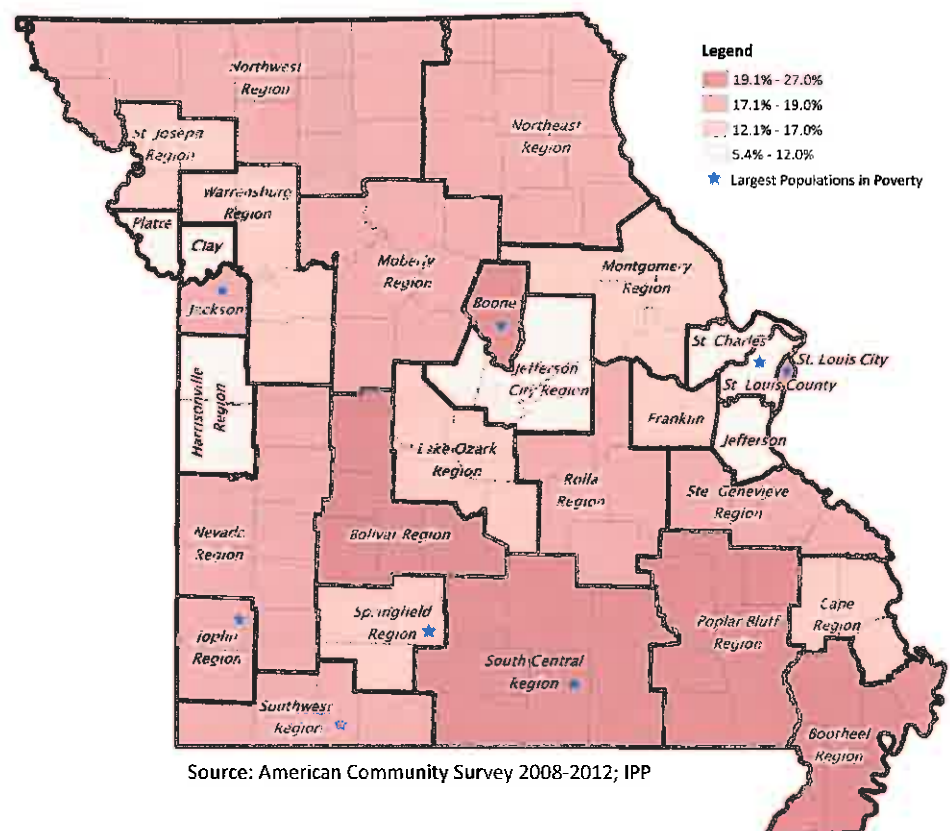 Legend
19.1% - 27.0%
17.1% - 19.0%
12.1% - 17.0%
5.4% - 12.0%
Largest Populations in Poverty
Northwest
Region
Northeast
Region
St. Joseph
Region
Warrensburg
Region
Platte
Clay
Jackson
Moberly
Region
Boone
Montgomery
Region
St. Charles
St. Louis City
St. Louis County
Jefferson
City Region
Harrisonville
Region
Franklin
Jefferson
Lake Ozark
Region
Rolla
Region
Ste. Genevieve
Region
Nevada
Region
Bolivar Region
Springfield
Region
Joplin
Region
Cape
Region
Poplar Bluff
Region
South Central
Region
Southwest
Region
Bootheel
Region
Source: American Community Survey 2008-2012; IPP